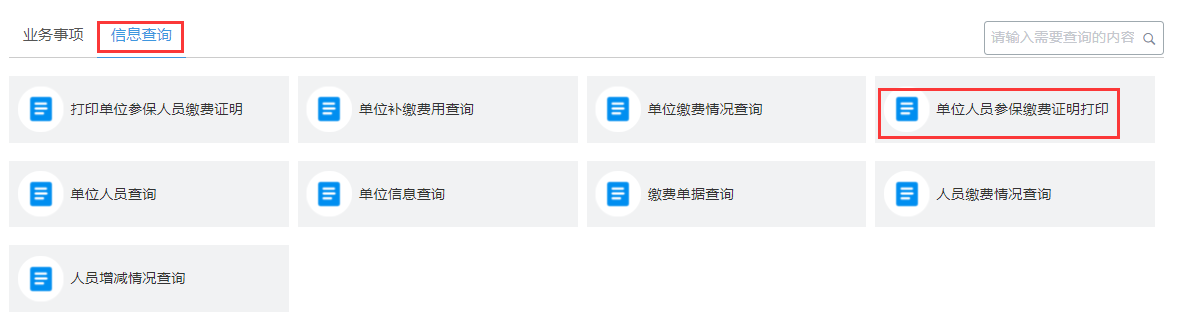 业务事项
信息查询
请输入需要查询的内容
打印单位参保人员缴费证明
单位补缴费用查询
单位缴费情况查询
单位人员参保缴费证明打印
单位人员查询
单位信息查询
缴费单据查询
人员缴费情况查询
人员增减情况查询